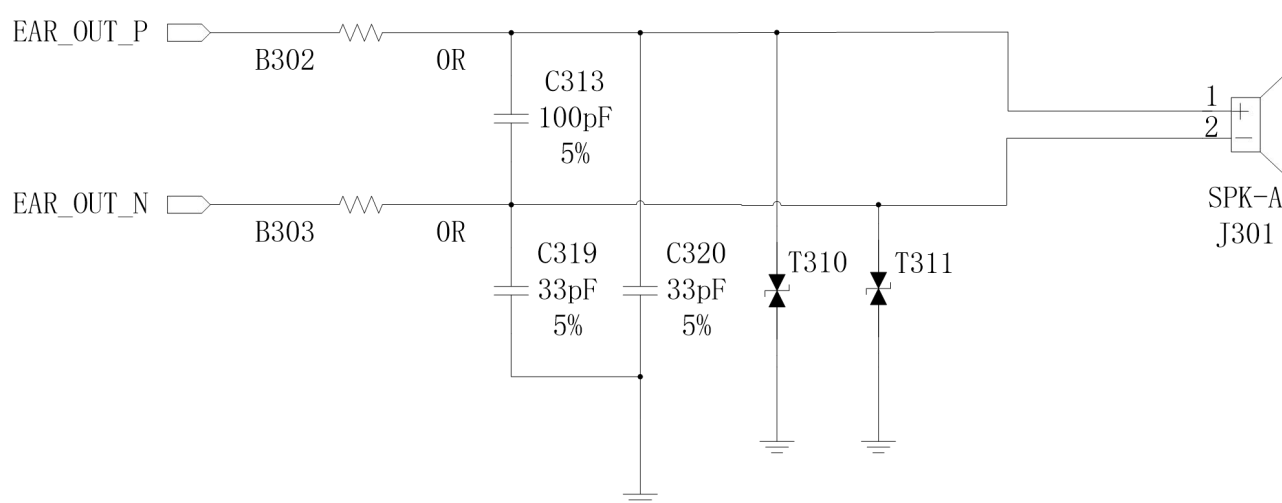 EAR_OUT_P
B302
0R
C313
100pF
5%
1
2
EAR_OUT_N
B303
0R
SPK-A
J301
C319
33pF
5%
C320
33pF
5%
T310
T311